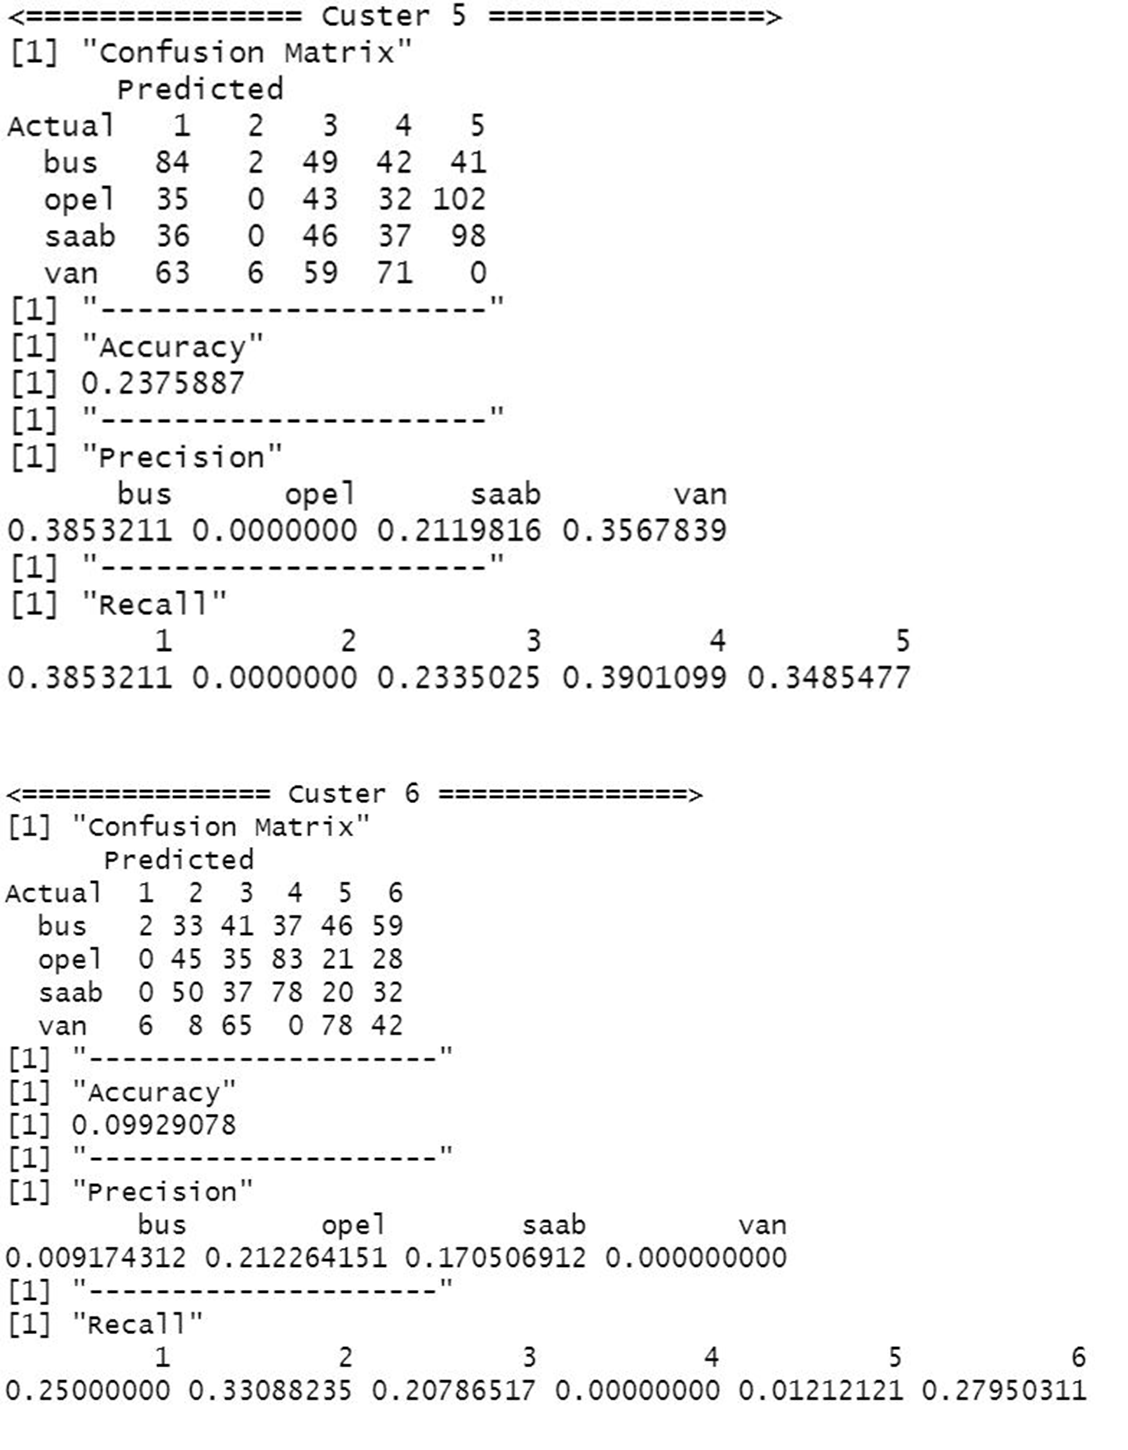 <=============== Custer 5 ===============>
[1] "Confusion Matrix"
Predicted
Actual 1 2 3 4 5
bus 84 2 49 42 41
opel 35 0 43 32 102
saab 36 0 46 37 98
van 63 6 59 71 0
[1] "---------------------"
[1] "Accuracy"
[1] 0.2375887
[1] "---------------------"
[1] "Precision"
bus opel saab van
0.3853211 0.0000000 0.2119816 0.3567839
[1] "---------------------"
[1] "Recall"
1 2 3 4 5
0.3853211 0.0000000 0.2335025 0.3901099 0.3485477
<=============== Custer 6 ===============>
[1] "Confusion Matrix"
Predicted
Actual 1 2 3 4 5 6
bus 2 33 41 37 46 59
opel 0 45 35 83 21 28
saab 0 50 37 78 20 32
van 6 8 65 0 78 42
[1] "---------------------"
[1] "Accuracy"
[1] 0.09929078
[1] "---------------------"
[1] "Precision"
bus opel saab van
0.009174312 0.212264151 0.170506912 0.000000000
[1] "---------------------"
[1] "Recall"
1 2 3 4 5 6
0.25000000 0.33088235 0.20786517 0.00000000 0.01212121 0.27950311